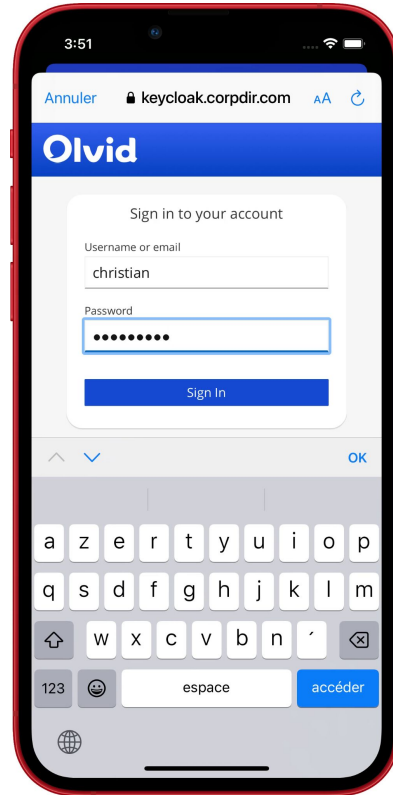 3:51
Annuler keycloak.corpdir.com AA
Olvid
Sign in to your account
Username or email
christian
Password
•••••••••
Sign In
OK
a z e r t y u i o p
q s d f g h j k l m
w x c v b n ´
123 espace accéder